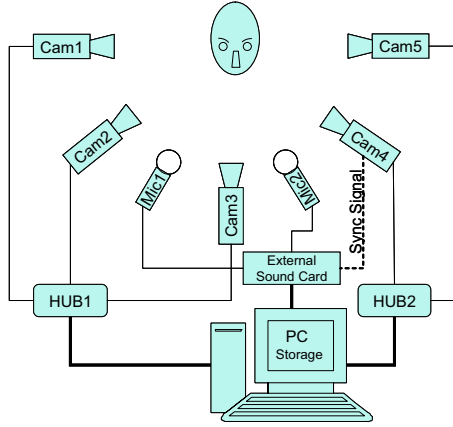 Cam1
Cam5
Cam2
Cam4
Mic1
Mic2
Cam3
Sync Signal
External
Sound Card
HUB1
HUB2
PC
Storage